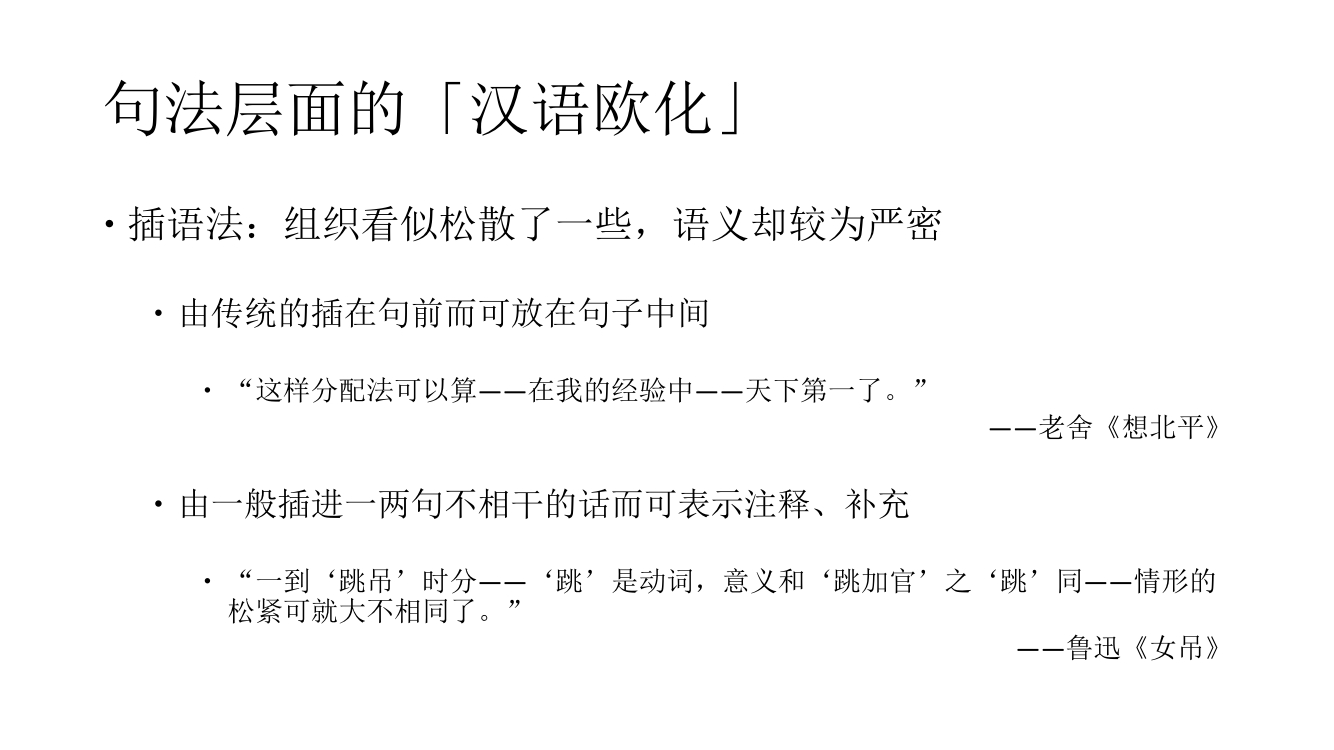 句法层面的「汉语欧化」
• 插语法：组织看似松散了一些，语义却较为严密
• 由传统的插在句前而可放在句子中间
• “这样分配法可以算——在我的经验中——天下第一了。”
——老舍《想北平》
• 由一般插进一两句不相干的话而可表示注释、补充
• “一到‘跳吊’时分——‘跳’是动词，意义和‘跳加官’之‘跳’同——情形的
松紧可就大不相同了。”
——鲁迅《女吊》